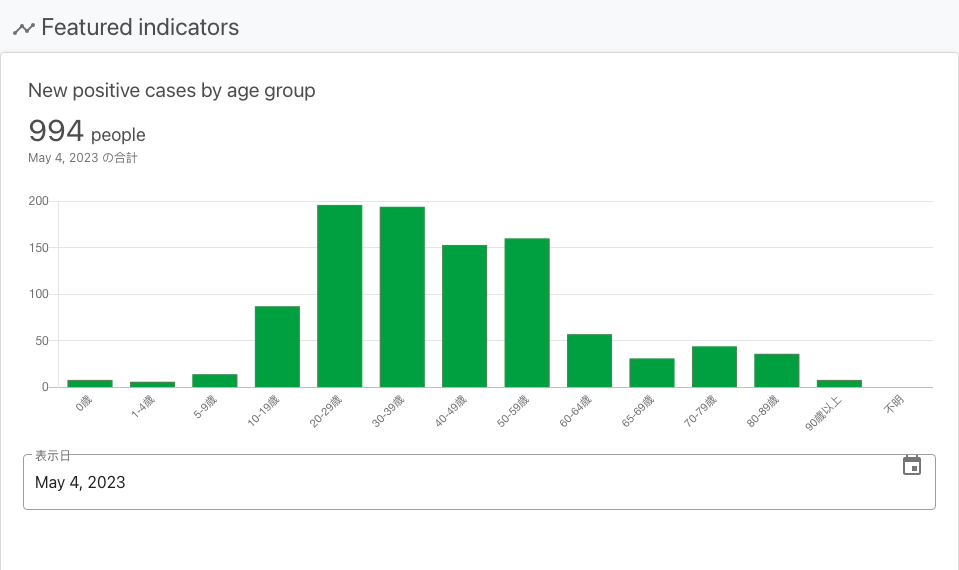 Featured indicators
New positive cases by age group
994 people
May 4, 2023 の合計
200
150
100
50
0
0歳
1-4歳
5-9歳
10-19歳
20-29歳
30-39歳
40-49歳
50-59歳
60-64歳
65-69歳
70-79歳
80-89歳
90歳以上
不明
表示日
May 4, 2023